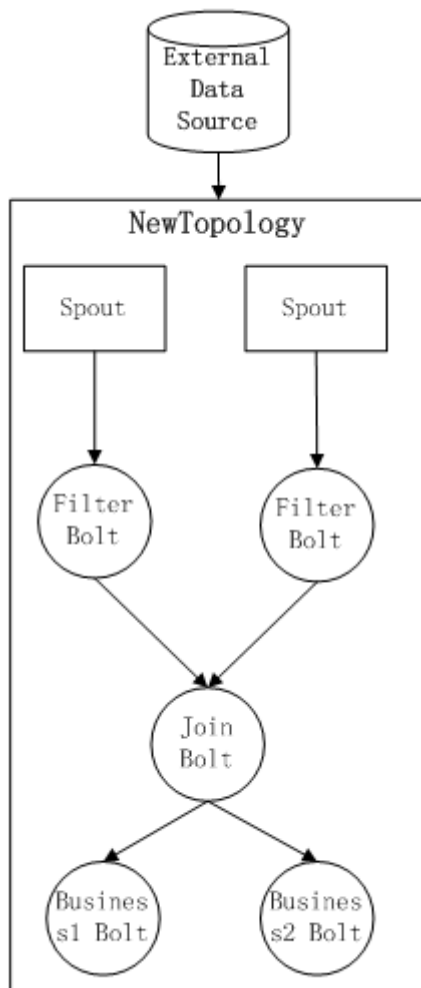 External
Data
Source
NewTopology
Spout
Spout
Filter
Bolt
Filter
Bolt
Join
Bolt
Busines
s1 Bolt
Busines
s2 Bolt